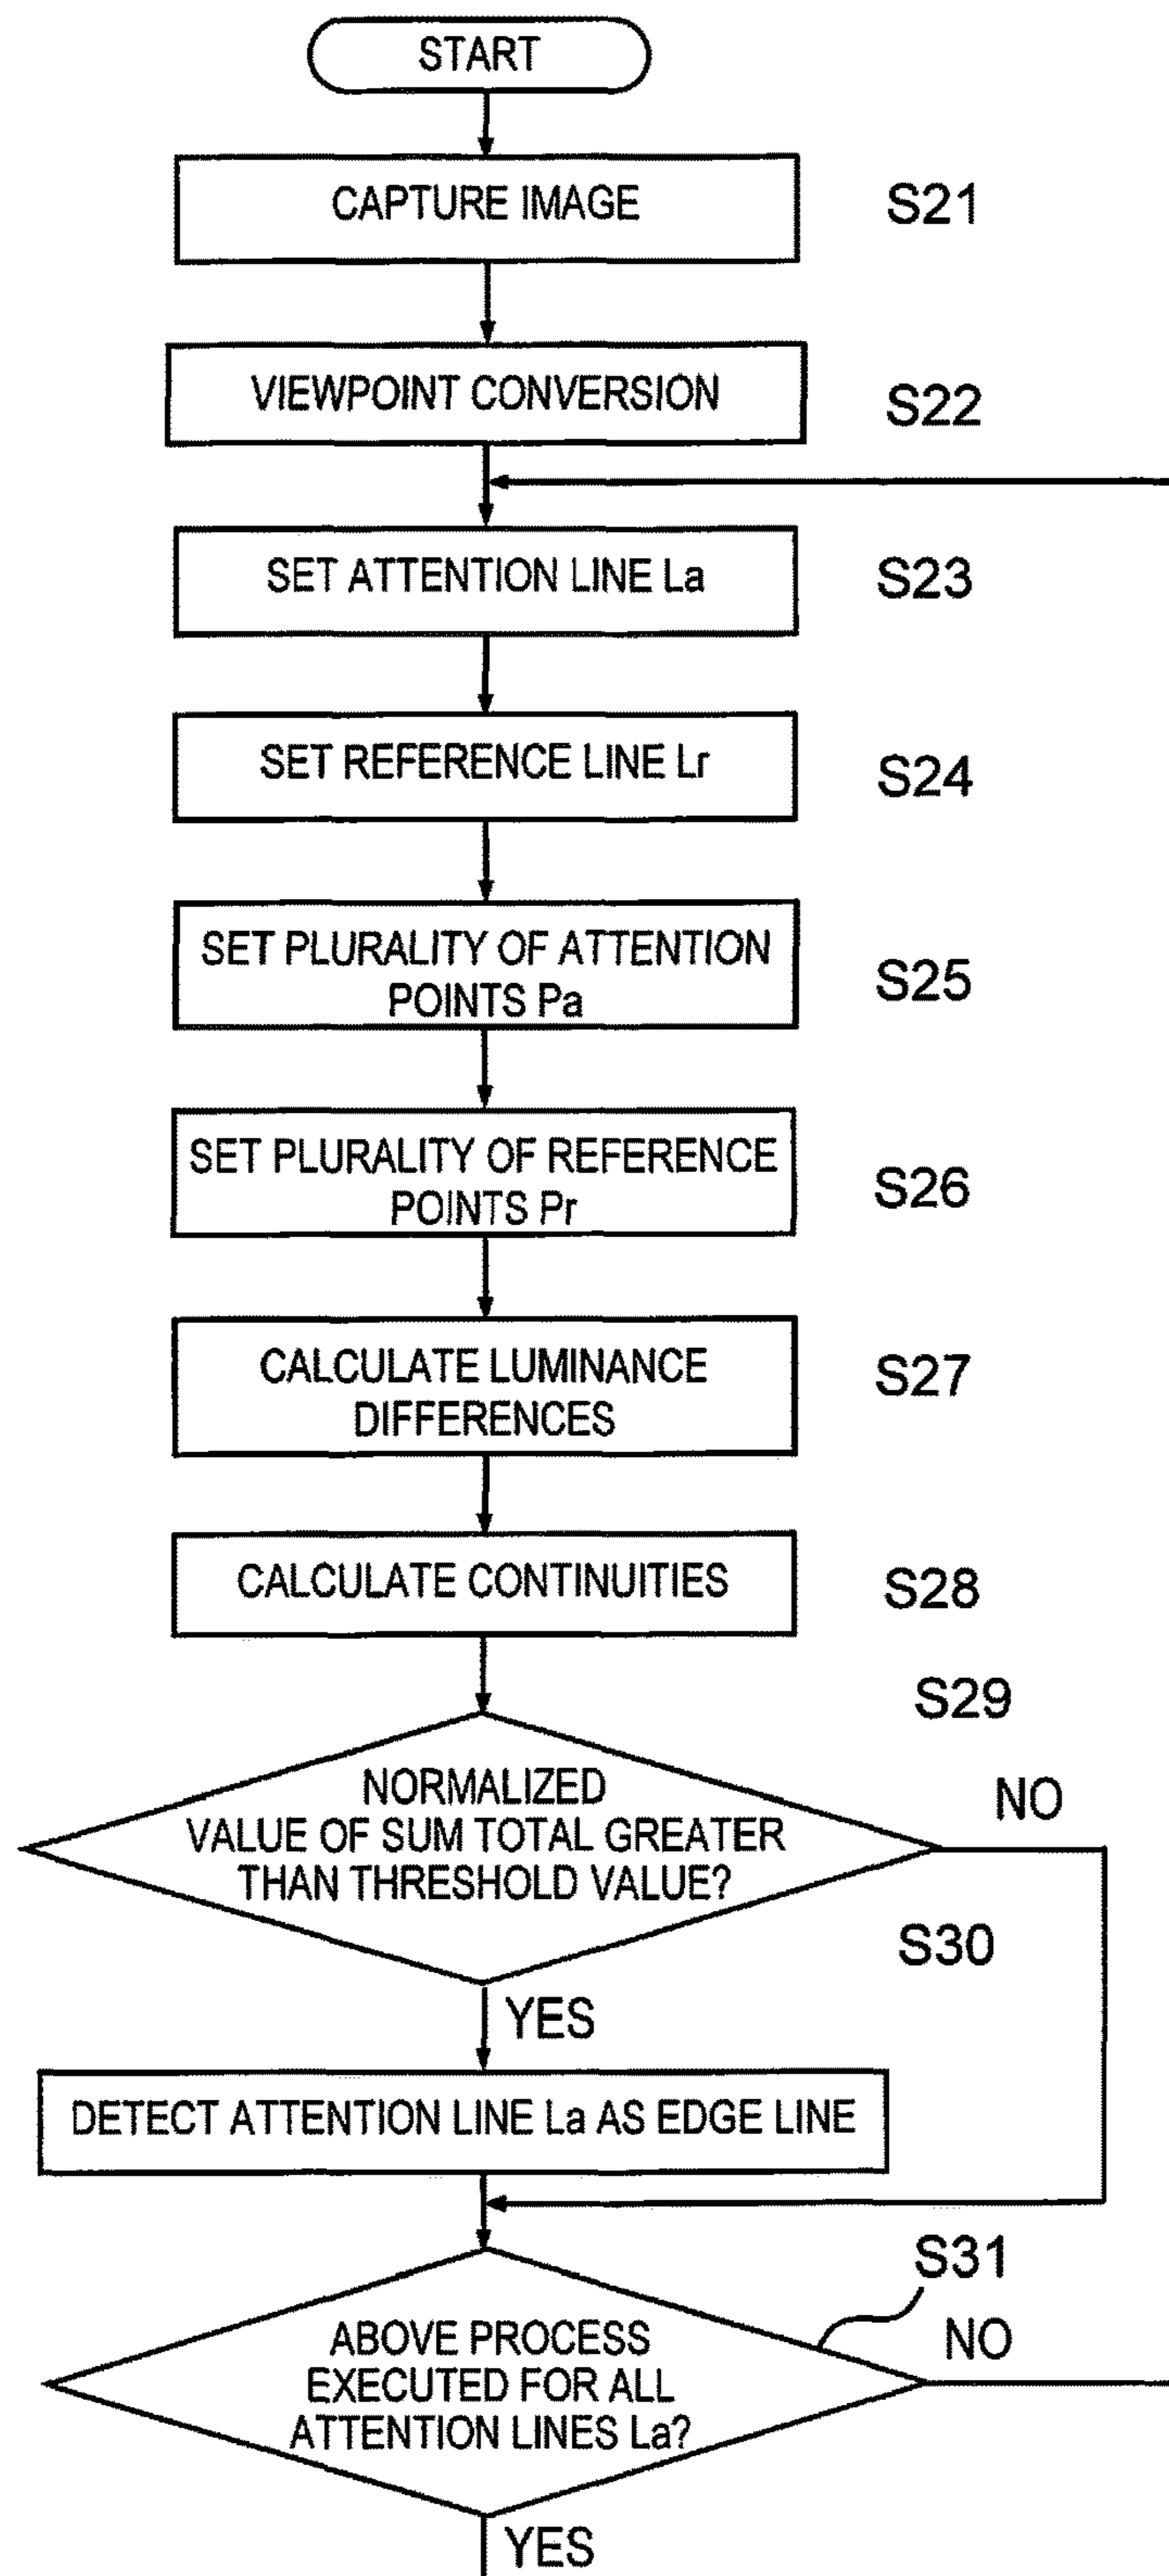 START
CAPTURE IMAGE
S21
VIEWPOINT CONVERSION
S22
SET ATTENTION LINE La
S23
SET REFERENCE LINE Lr
S24
SET PLURALITY OF ATTENTION
POINTS Pa
S25
SET PLURALITY OF REFERENCE
POINTS Pr
S26
CALCULATE LUMINANCE
DIFFERENCES
S27
CALCULATE CONTINUITIES
S28
S29
NORMALIZED
VALUE OF SUM TOTAL GREATER
THAN THRESHOLD VALUE?
NO
S30
YES
DETECT ATTENTION LINE La AS EDGE LINE
S31
ABOVE PROCESS
EXECUTED FOR ALL
ATTENTION LINES La?
NO
YES